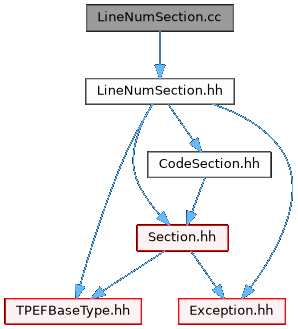 LineNumSection.cc
LineNumSection.hh
CodeSection.hh
Section.hh
TPEFBaseType.hh
Exception.hh